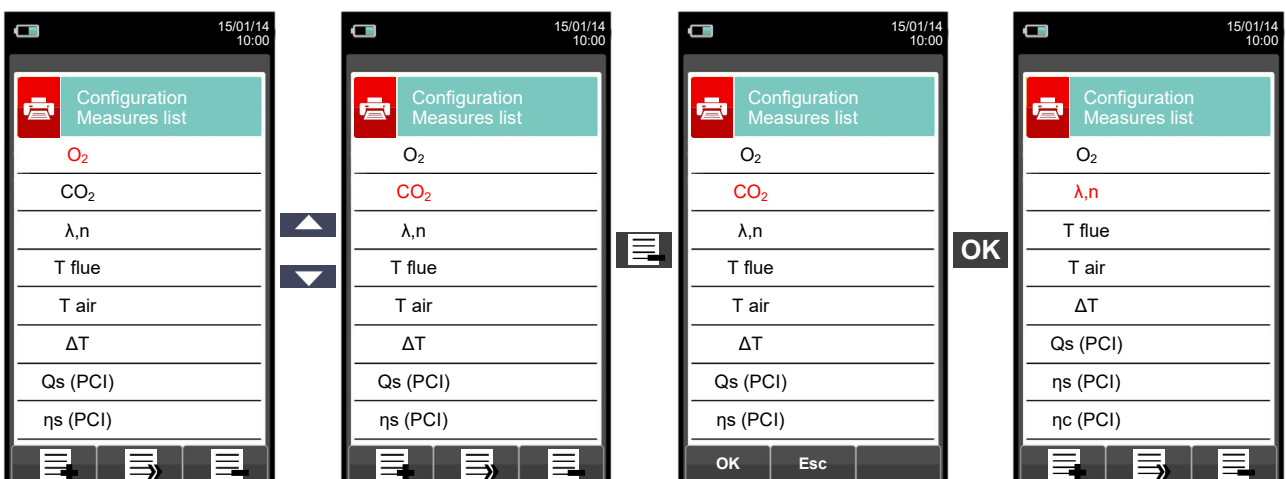 15/01/14
10:00
Configuration
Measures list
O₂
CO₂
λ,n
T flue
T air
ΔT
Qs (PCI)
ηs (PCI)
15/01/14
10:00
Configuration
Measures list
O₂
CO₂
λ,n
T flue
T air
ΔT
Qs (PCI)
ηs (PCI)
15/01/14
10:00
Configuration
Measures list
O₂
CO₂
λ,n
T flue
T air
ΔT
Qs (PCI)
ηs (PCI)
OK Esc
OK
15/01/14
10:00
Configuration
Measures list
O₂
λ,n
T flue
T air
ΔT
Qs (PCI)
ηs (PCI)
ηc (PCI)